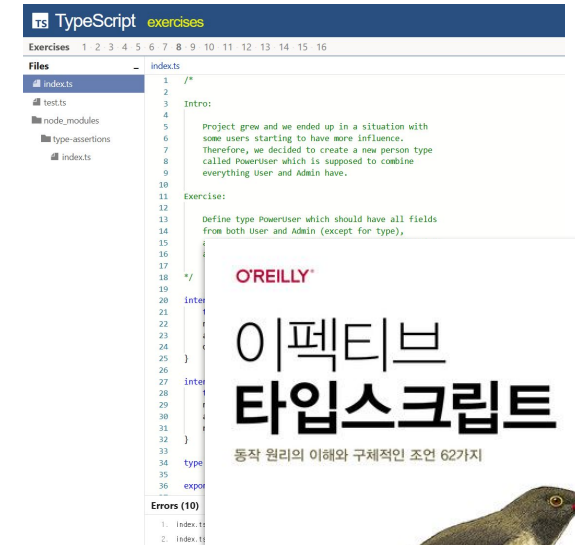 TS TypeScript exercises
Exercises 1 · 2 · 3 · 4 · 5 · 6 · 7 · 8 · 9 · 10 · 11 · 12 · 13 · 14 · 15 · 16
Files
index.ts
test.ts
node_modules
type-assertions
index.ts
index.ts
1 /*
2
3 Intro:
4
5 Project grew and we ended up in a situation with
6 some users starting to have more influence.
7 Therefore, we decided to create a new person type
8 called PowerUser which is supposed to combine
9 everything User and Admin have.
10
11 Exercise:
12
13 Define type PowerUser which should have all fields
14 from both User and Admin (except for type),
15
16
17
18 */
19
20
21
22
23
24
25 }
26
27
28
29
30
31
32 }
33
34 type
35
36
Errors (10)
1.
2.
O'REILLY®
이펙티브
타입스크립트
동작 원리의 이해와 구체적인 조언 62가지